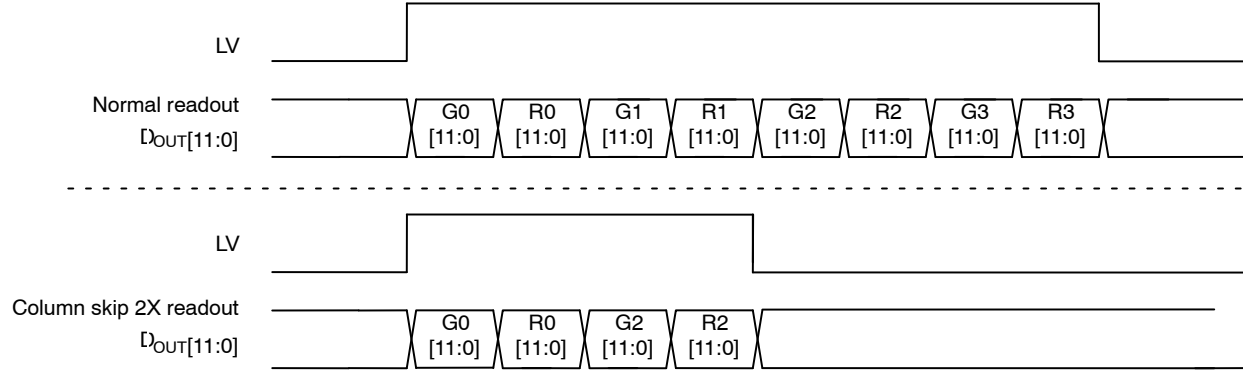 LV
Normal readout
DOUT[11:0]
G0 R0 G1 R1 G2 R2 G3 R3
[11:0] [11:0] [11:0] [11:0] [11:0] [11:0] [11:0] [11:0]
LV
Column skip 2X readout
DOUT[11:0]
G0 R0 G2 R2
[11:0] [11:0] [11:0] [11:0]